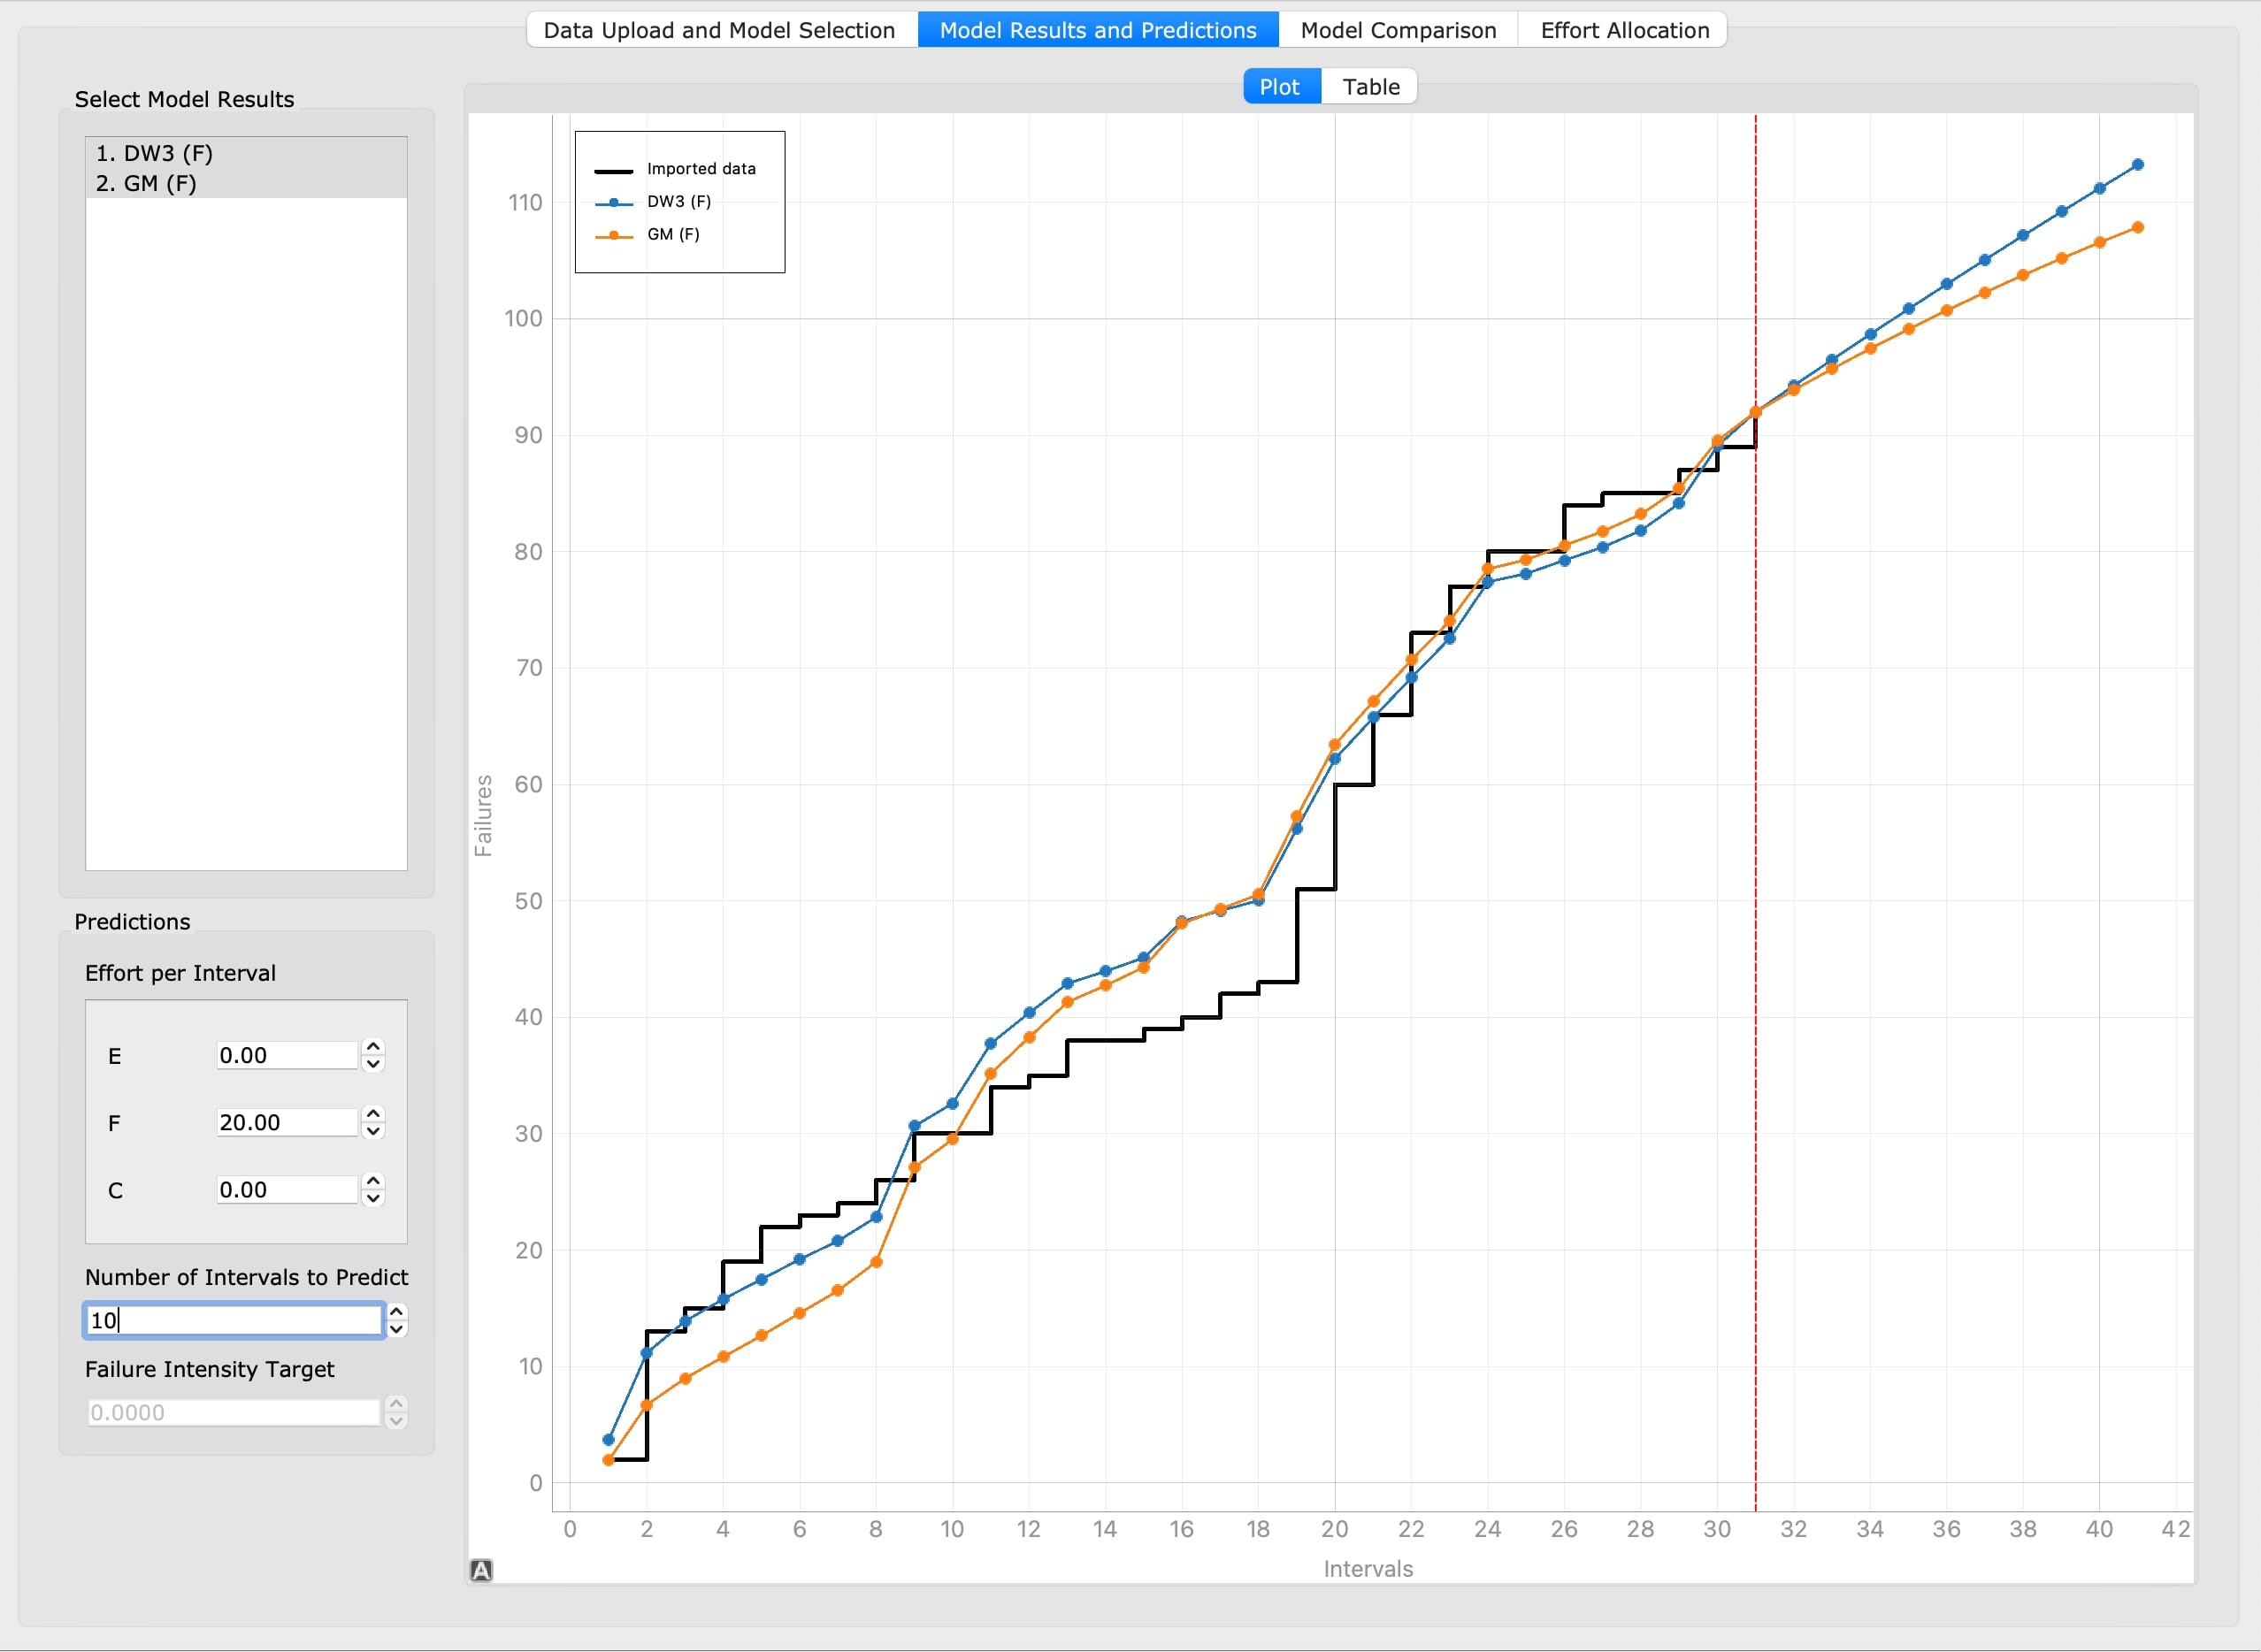 Data Upload and Model Selection Model Results and Predictions Model Comparison Effort Allocation
Plot Table
Select Model Results
1. DW3 (F)
2. GM (F)
Predictions
Effort per Interval
E 0.00
F 20.00
C 0.00
Number of Intervals to Predict
10
Failure Intensity Target
0.0000
Imported data
DW3 (F)
GM (F)
110
100
90
80
70
60
50
40
30
20
10
0
Failures
0 2 4 6 8 10 12 14 16 18 20 22 24 26 28 30 32 34 36 38 40 42
Intervals
A